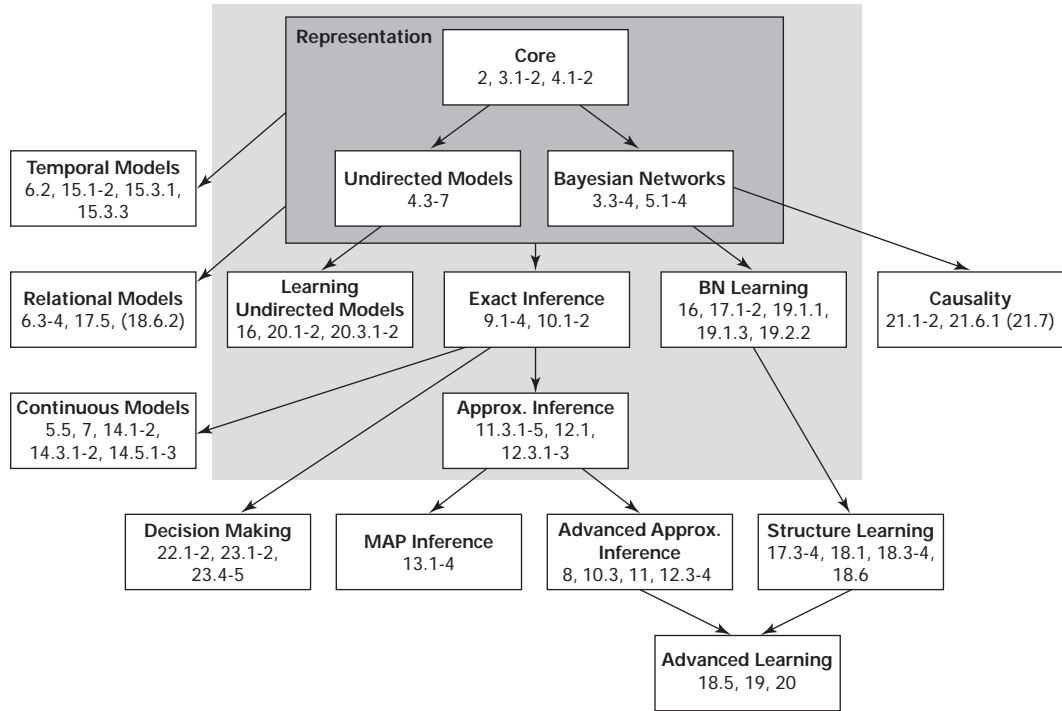 Representation
Core
2, 3.1-2, 4.1-2
Temporal Models
6.2, 15.1-2, 15.3.1,
15.3.3
Undirected Models
4.3-7
Bayesian Networks
3.3-4, 5.1-4
Relational Models
6.3-4, 17.5, (18.6.2)
Learning
Undirected Models
16, 20.1-2, 20.3.1-2
Exact Inference
9.1-4, 10.1-2
BN Learning
16, 17.1-2, 19.1.1,
19.1.3, 19.2.2
Causality
21.1-2, 21.6.1 (21.7)
Continuous Models
5.5, 7, 14.1-2,
14.3.1-2, 14.5.1-3
Approx. Inference
11.3.1-5, 12.1,
12.3.1-3
Decision Making
22.1-2, 23.1-2,
23.4-5
MAP Inference
13.1-4
Advanced Approx.
Inference
8, 10.3, 11, 12.3-4
Structure Learning
17.3-4, 18.1, 18.3-4,
18.6
Advanced Learning
18.5, 19, 20